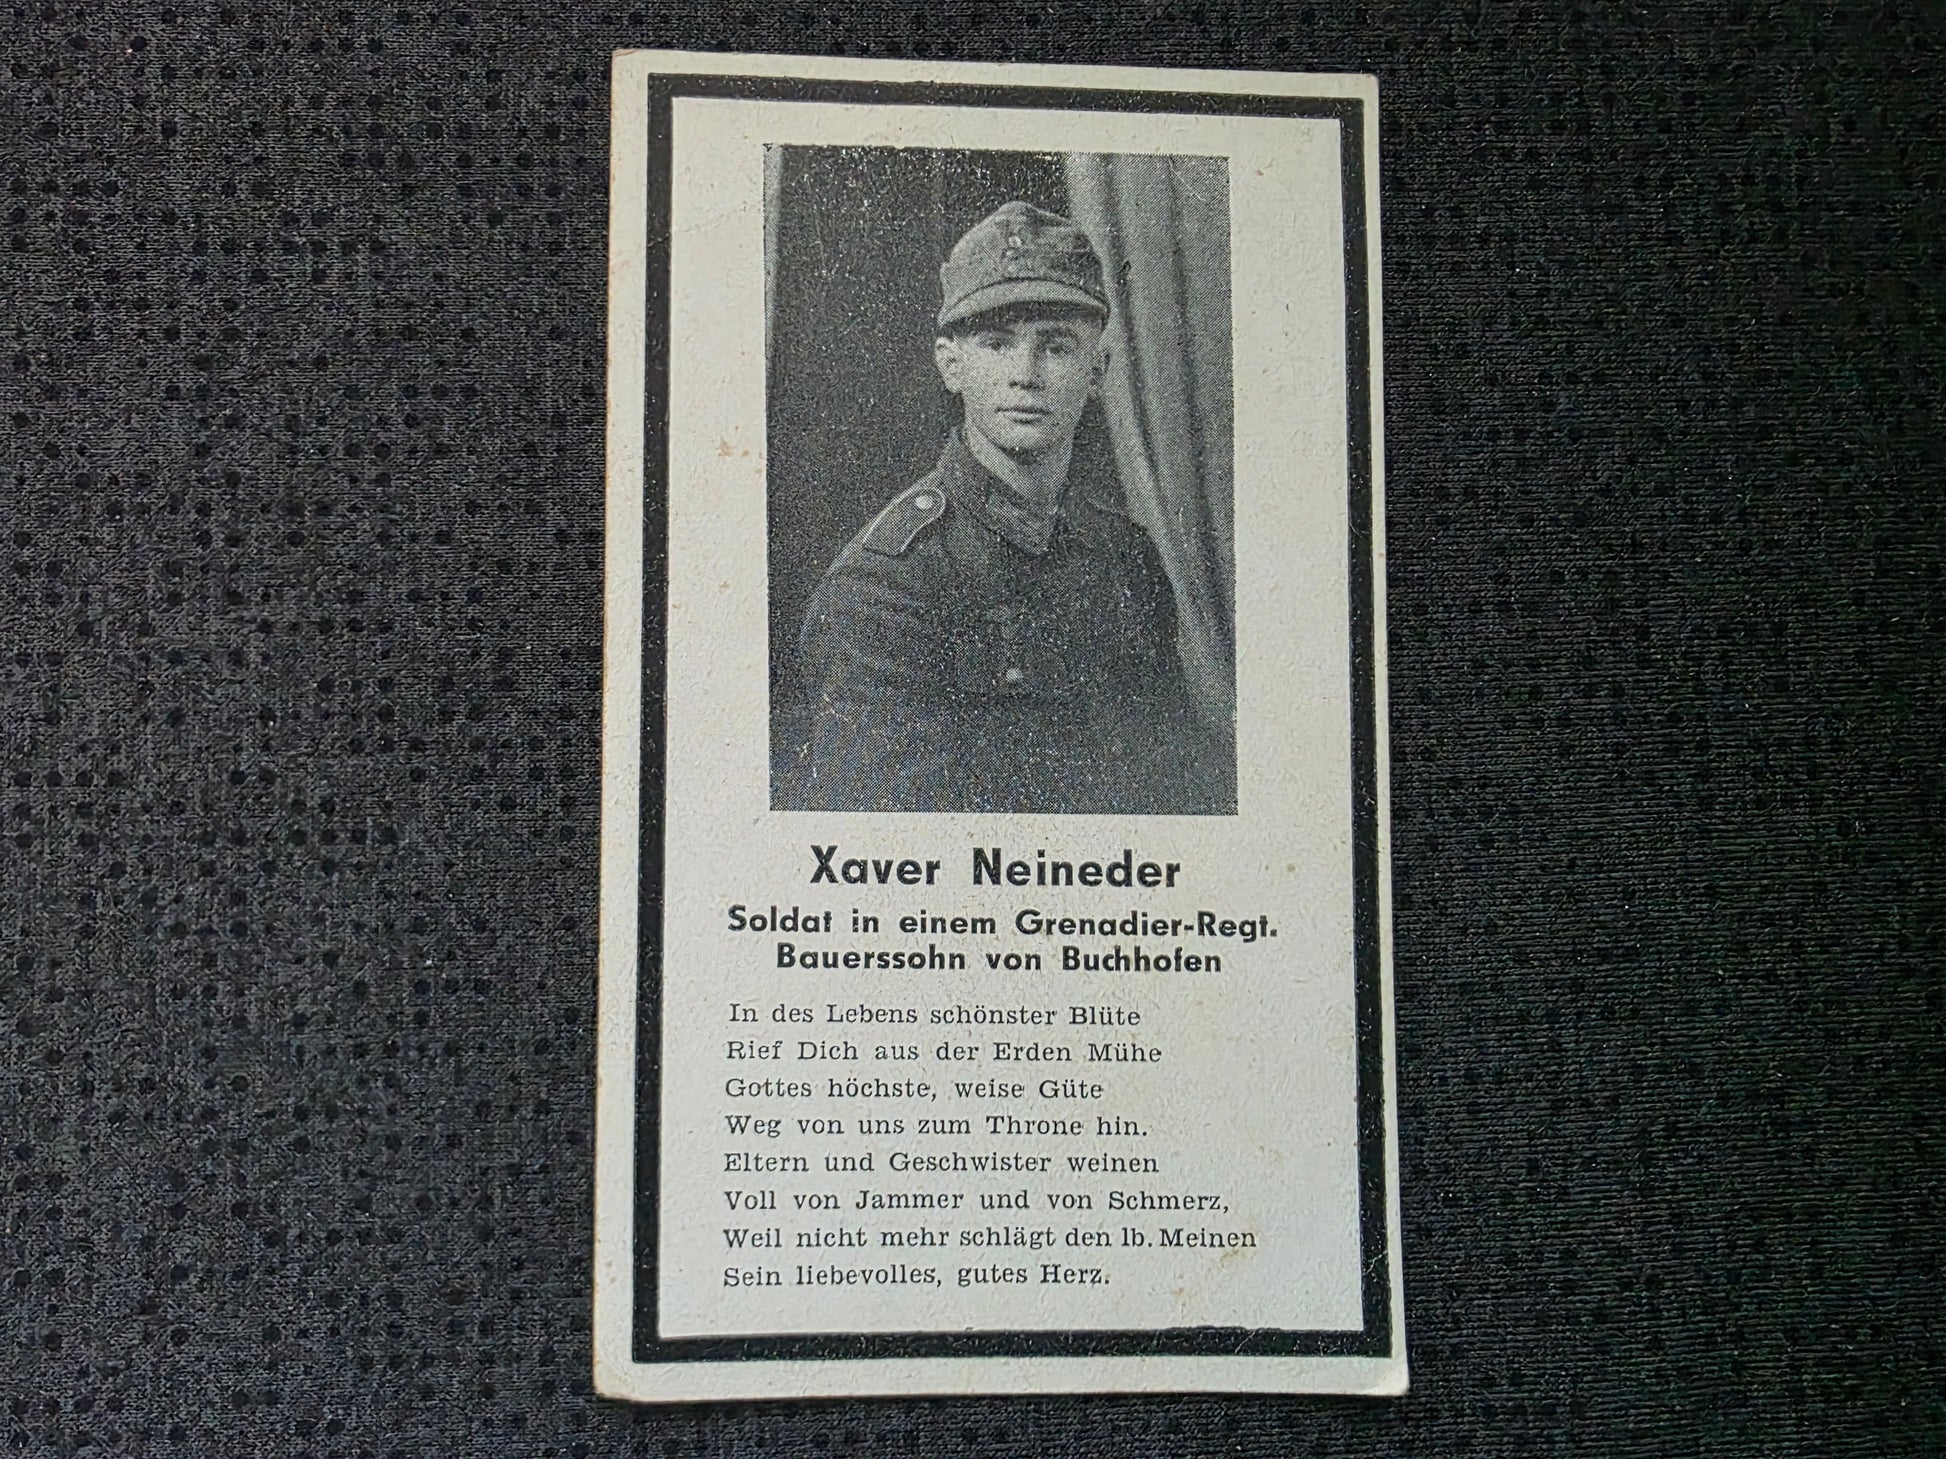 Xaver Neineder
Soldat in einem Grenadier-Regt.
Bauerssohn von Buchhofen
In des Lebens schönster Blüte
Rief Dich aus der Erden Mühe
Gottes höchste, weise Güte
Weg von uns zum Throne hin.
Eltern und Geschwister weinen
Voll von Jammer und von Schmerz,
Weil nicht mehr schlägt den lb. Meinen
Sein liebevolles, gutes Herz.